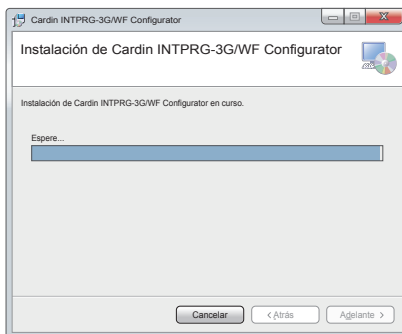 Cardin INTPRG-3G/WF Configurator
Instalación de Cardin INTPRG-3G/WF Configurator
Instalación de Cardin INTPRG-3G/WF Configurator en curso.
Espere...
Cancelar < Atrás Adelante >